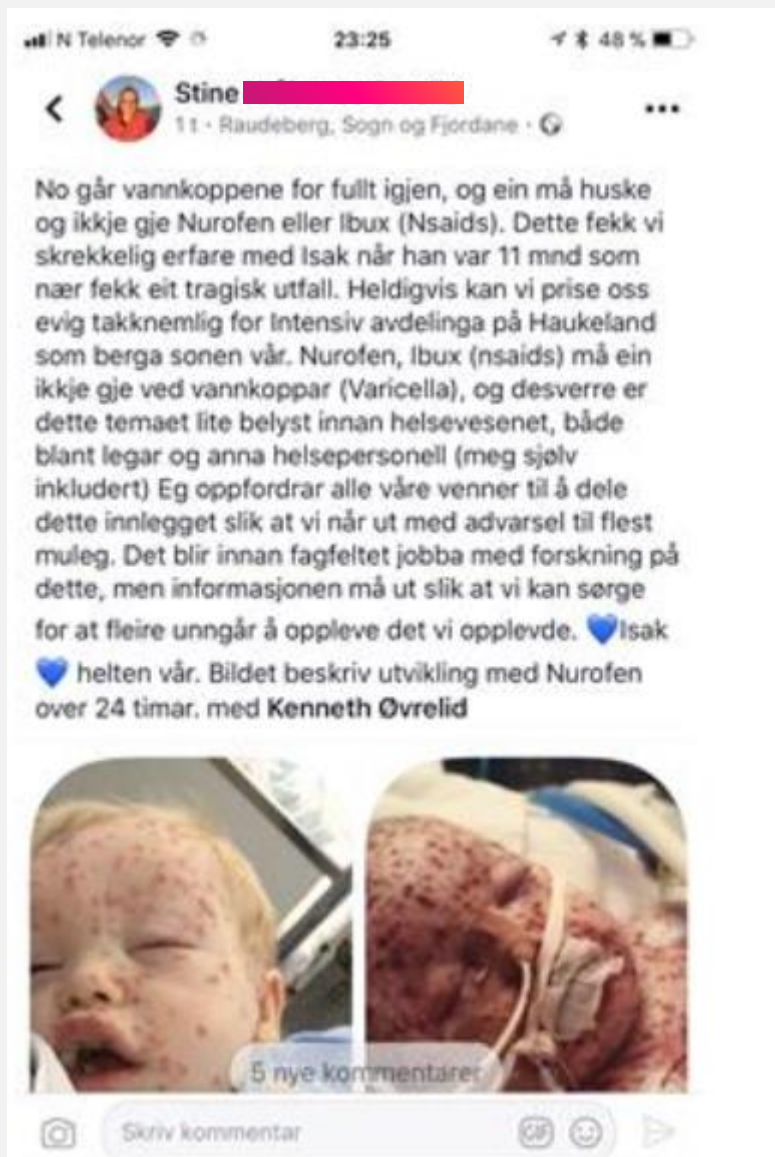 N Telenor 23:25 48 %
Stine
1 t · Raudeberg, Sogn og Fjordane ·
No går vannkoppene for fullt igjen, og ein må huske
og ikkje gje Nurofen eller Ibux (Nsaids). Dette fekk vi
skrekkelig erfare med Isak når han var 11 mnd som
nær fekk eit tragisk utfall. Heldigvis kan vi prise oss
evig takknemlig for Intensiv avdelinga på Haukeland
som berga sonen vår. Nurofen, Ibux (nsaids) må ein
ikkje gje ved vannkoppar (Varicella), og desverre er
dette temaet lite belyst innan helsevesenet, både
blant legar og anna helsepersonell (meg sjølv
inkludert) Eg oppfordrar alle våre venner til å dele
dette innlegget slik at vi når ut med advarsel til flest
muleg. Det blir innan fagfeltet jobba med forskning på
dette, men informasjonen må ut slik at vi kan sørge
for at fleire unngår å oppleve det vi opplevde. 💙Isak
💙 helten vår. Bildet beskriv utvikling med Nurofen
over 24 timar. med Kenneth Øvrelid
5 nye kommentarer
Skriv kommentar GIF